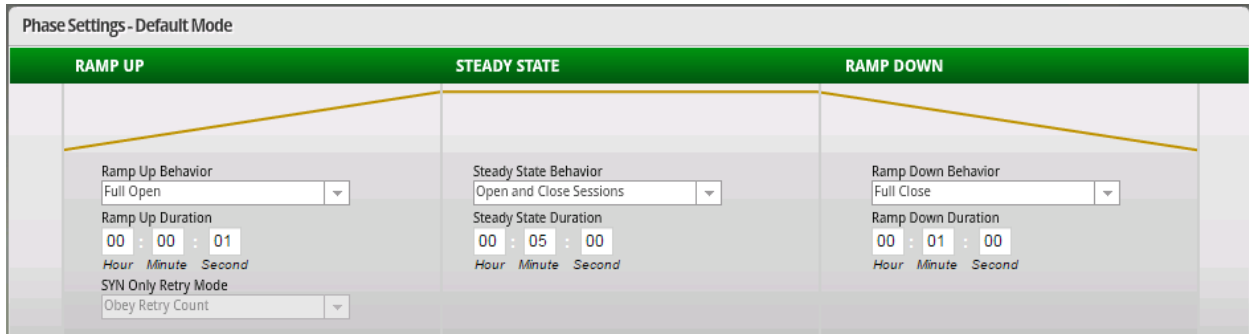 Phase Settings - Default Mode
RAMP UP STEADY STATE RAMP DOWN
Ramp Up Behavior Steady State Behavior Ramp Down Behavior
Full Open Open and Close Sessions Full Close
Ramp Up Duration Steady State Duration Ramp Down Duration
00 : 00 : 01 00 : 05 : 00 00 : 01 : 00
Hour Minute Second Hour Minute Second Hour Minute Second
SYN Only Retry Mode
Obey Retry Count